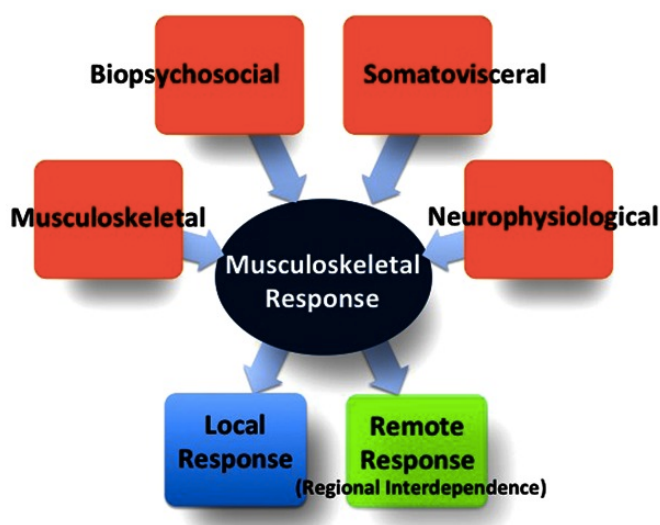 Biopsychosocial
Somatovisceral
Musculoskeletal
Neurophysiological
Musculoskeletal
Response
Local
Response
Remote
Response
(Regional Interdependence)